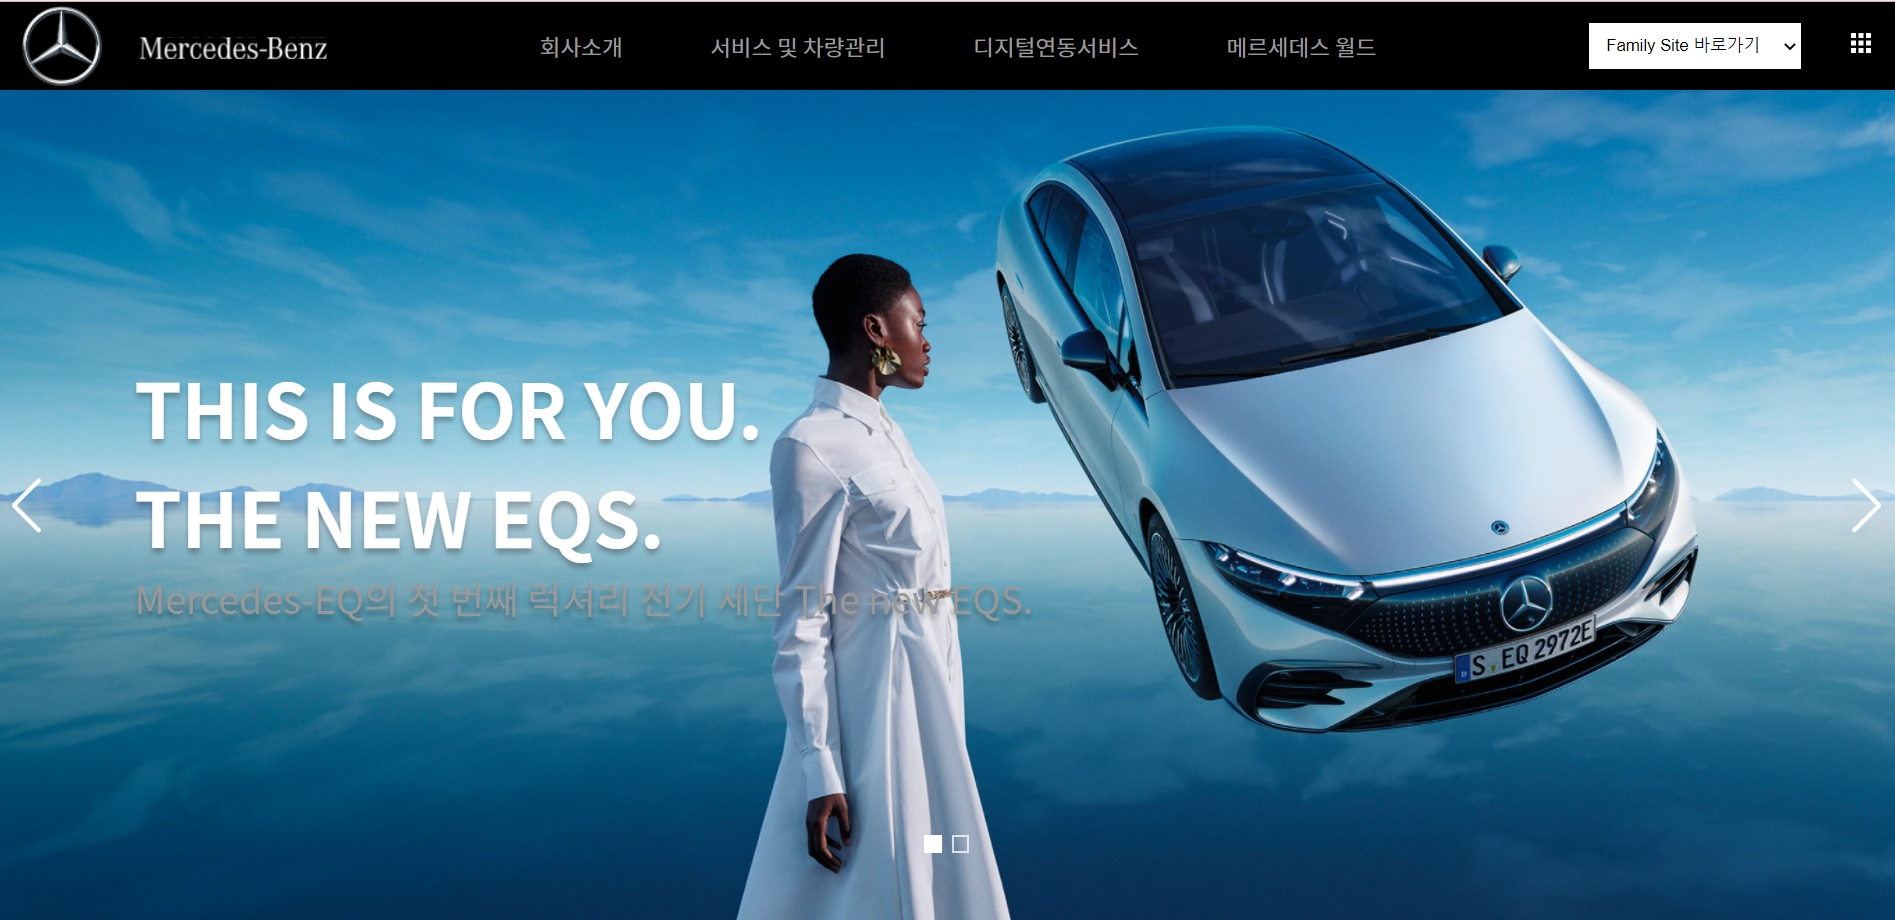 Mercedes-Benz
회사소개
서비스 및 차량관리
디지털연동서비스
메르세데스 월드
Family Site 바로가기
THIS IS FOR YOU.
THE NEW EQS.
Mercedes-EQ의 첫 번째 럭셔리 전기 세단 The new EQS.
D
S EQ 2972E